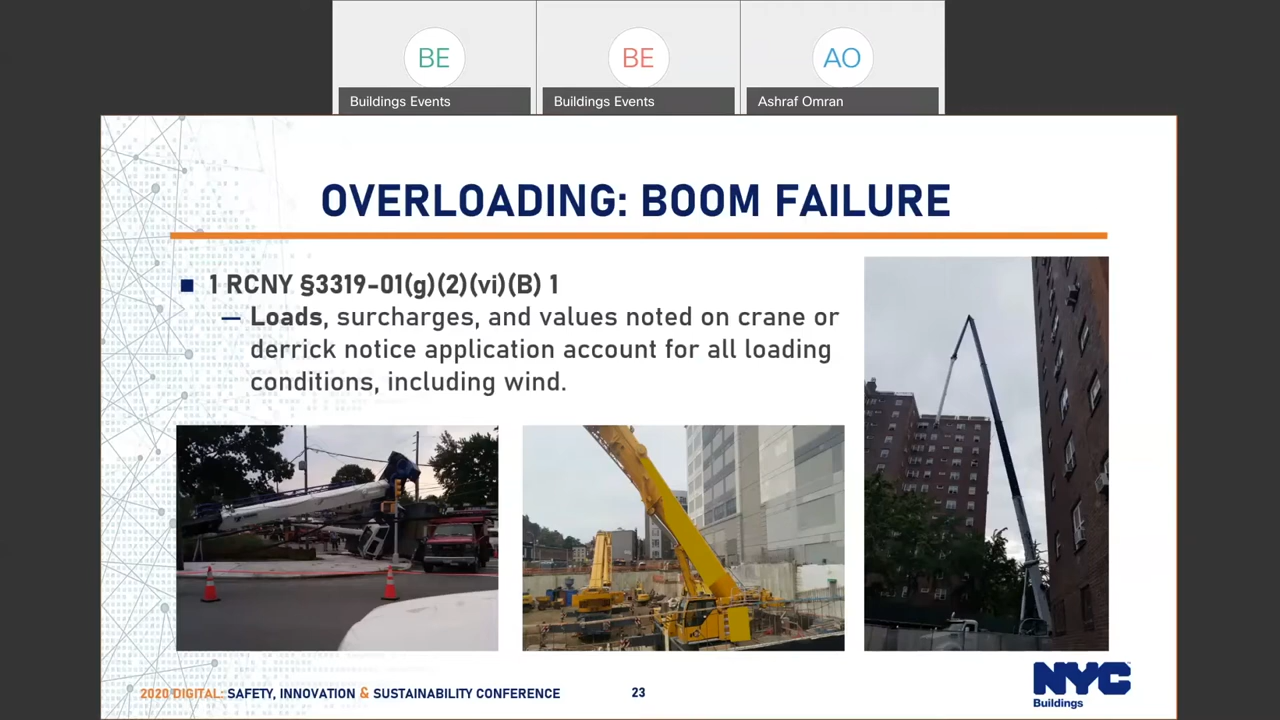 BE
BE
AO
Buildings Events
Buildings Events
Ashraf Omran
OVERLOADING: BOOM FAILURE
1 RCNY §3319-01(g)(2)(vi)(B) 1
— Loads, surcharges, and values noted on crane or
derrick notice application account for all loading
conditions, including wind.
2020 DIGITAL: SAFETY, INNOVATION & SUSTAINABILITY CONFERENCE
23
NYC
Buildings